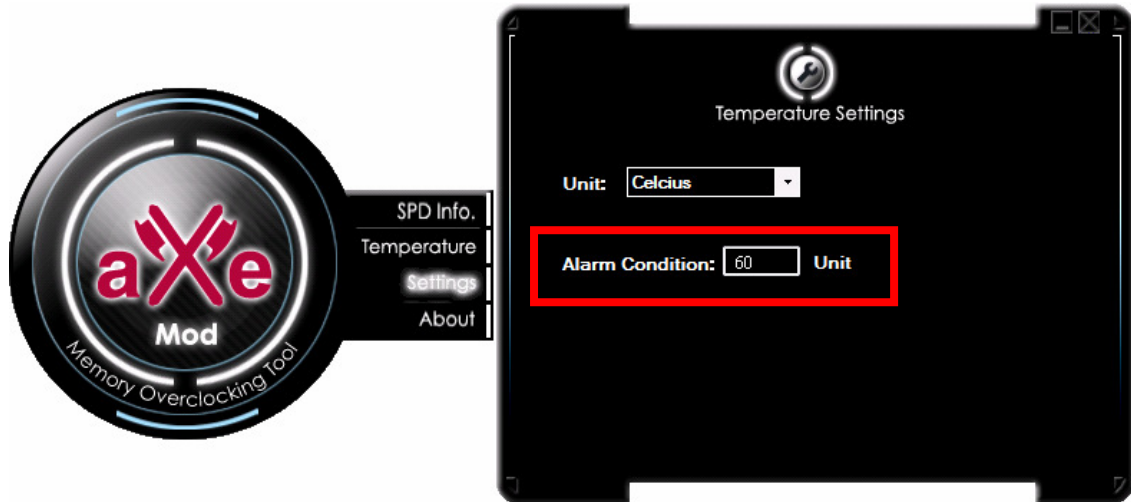 aXe
Mod
Memory Overclocking Tool
SPD Info.
Temperature
Settings
About
Temperature Settings
Unit: Celcius
Alarm Condition: 60 Unit